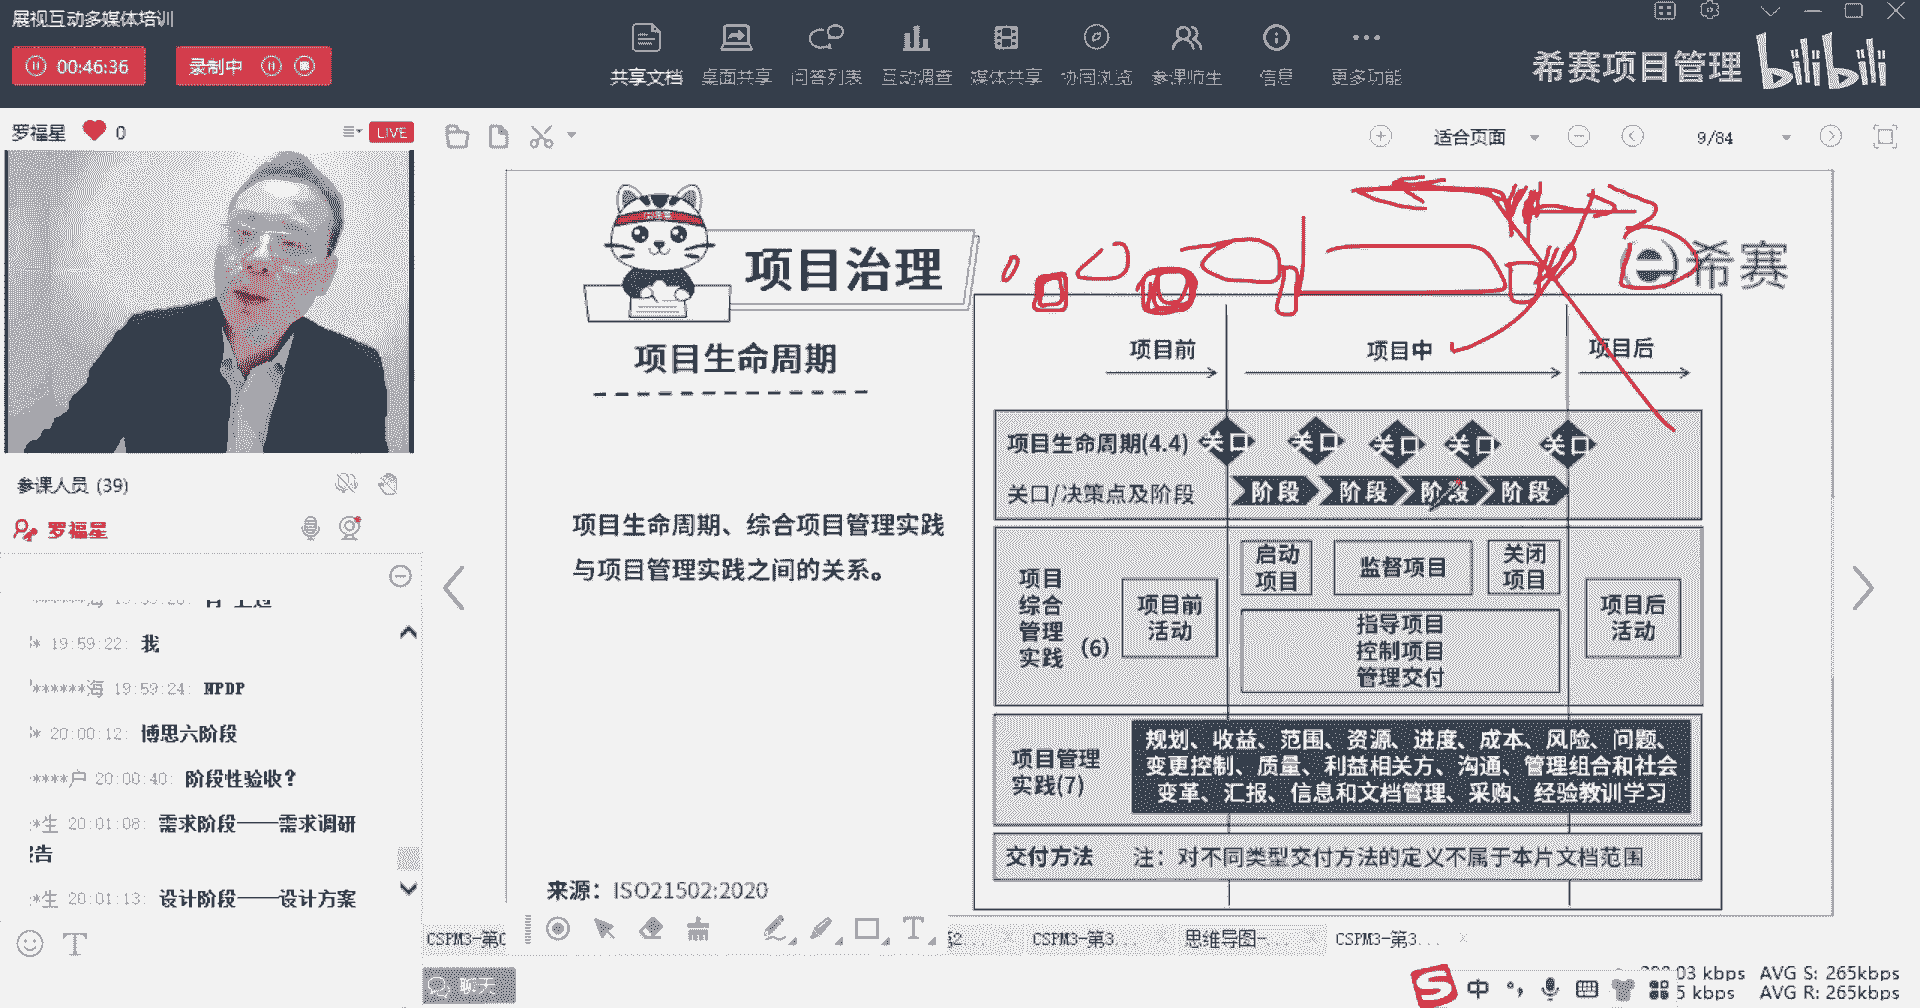 展视互动多媒体培训
00:46:36
录制中
共享文档
桌面共享
问答列表
互动调查
媒体共享
协同浏览
参课师生
信息
更多功能
希赛项目管理
bilibili
罗福星
0
LIVE
适合页面
9/84
参课人员 (39)
罗福星
19:59:22: 我
******海 19:59:24: NPDP
* 20:00:12: 博思六阶段
****户 20:00:40: 阶段性验收?
*生 20:01:08: 需求阶段——需求调研
告
*生 20:01:13: 设计阶段——设计方案
项目治理
希赛
项目生命周期
项目生命周期、综合项目管理实践
与项目管理实践之间的关系。
来源：ISO21502:2020
项目前
项目中
项目后
项目生命周期(4.4)
关口
关口
关口
关口
关口
关口/决策点及阶段
阶段
阶段
阶段
阶段
项目
综合
管理
实践
(6)
项目前
活动
启动
项目
监督项目
关闭
项目
指导项目
控制项目
管理交付
项目后
活动
项目管理
实践(7)
规划、收益、范围、资源、进度、成本、风险、问题、
变更控制、质量、利益相关方、沟通、管理组合和社会
变革、汇报、信息和文档管理、采购、经验教训学习
交付方法
注：对不同类型交付方法的定义不属于本片文档范围
CSPM3-第
CSPM3-第3...
思维导图-...
CSPM3-第3...
聊天
中
03 kbps AVG S: 265kbps
5 kbps AVG R: 265kbps